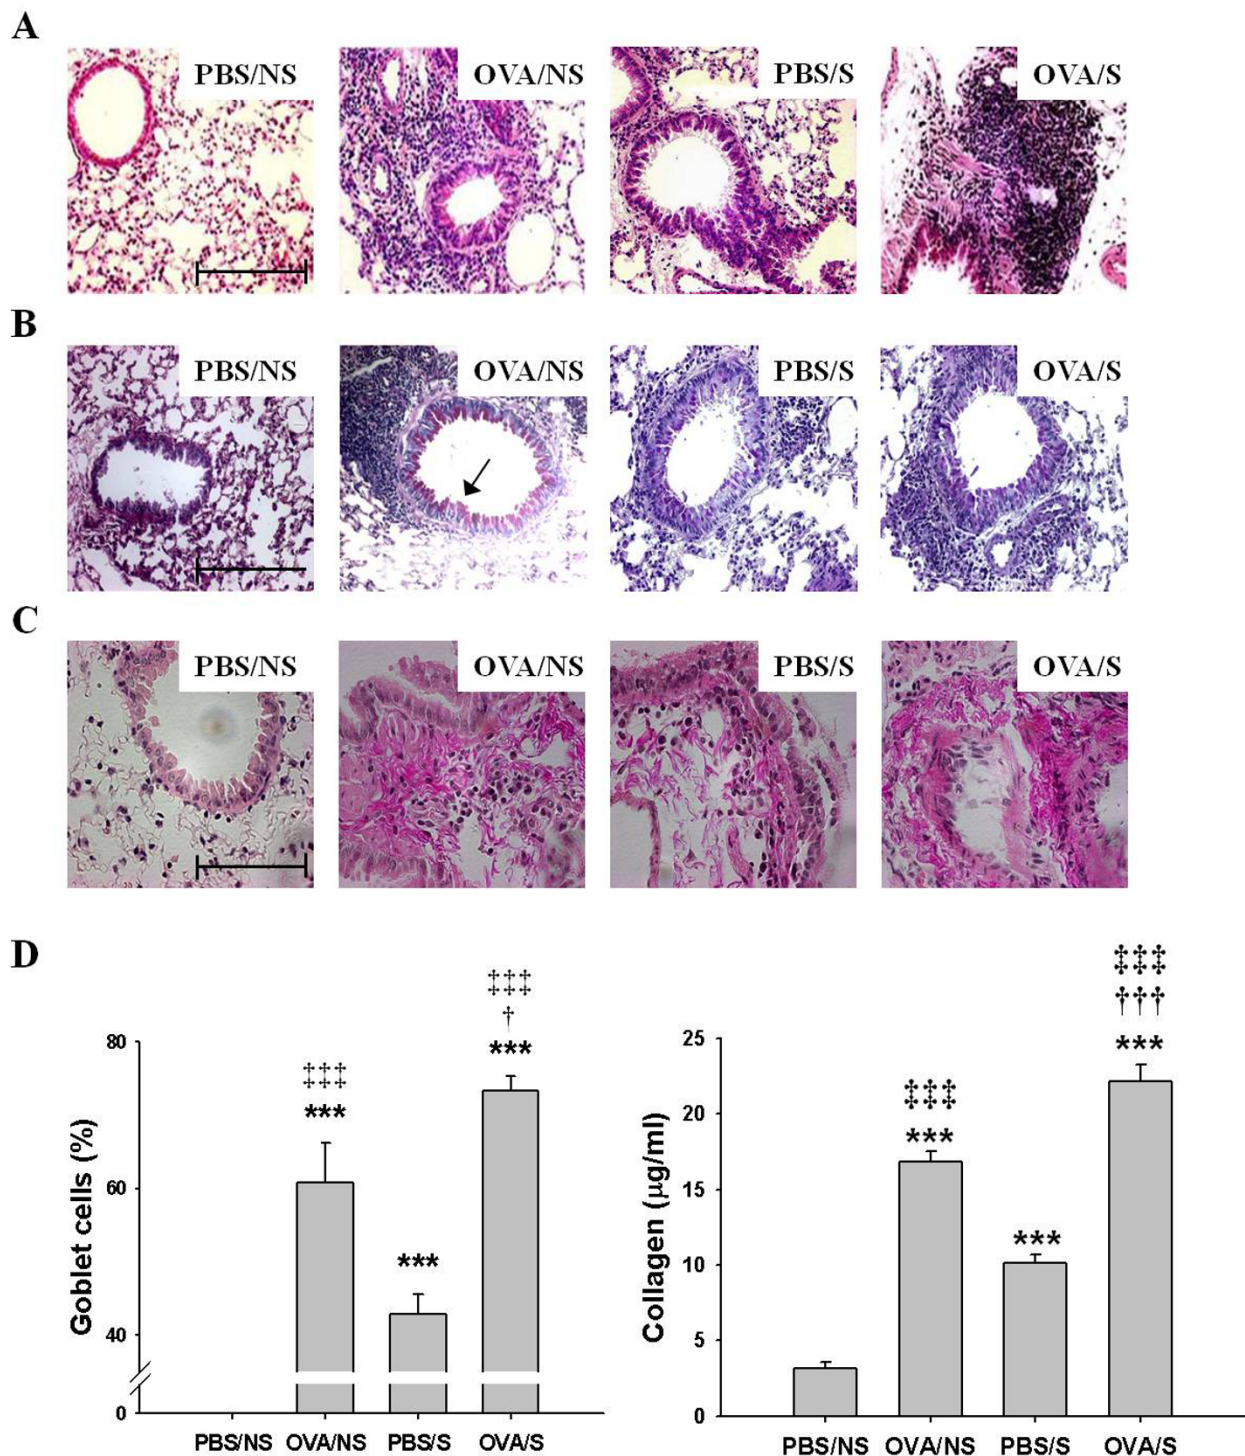 A
PBS/NS OVA/NS PBS/S OVA/S
B
PBS/NS OVA/NS PBS/S OVA/S
C
PBS/NS OVA/NS PBS/S OVA/S
D
Goblet cells (%)
80
60
40
0
‡‡‡
***
***
‡‡‡
†
***
PBS/NS OVA/NS PBS/S OVA/S
Collagen (μg/ml)
25
20
15
10
5
0
‡‡‡
***
***
‡‡‡
†††
***
PBS/NS OVA/NS PBS/S OVA/S